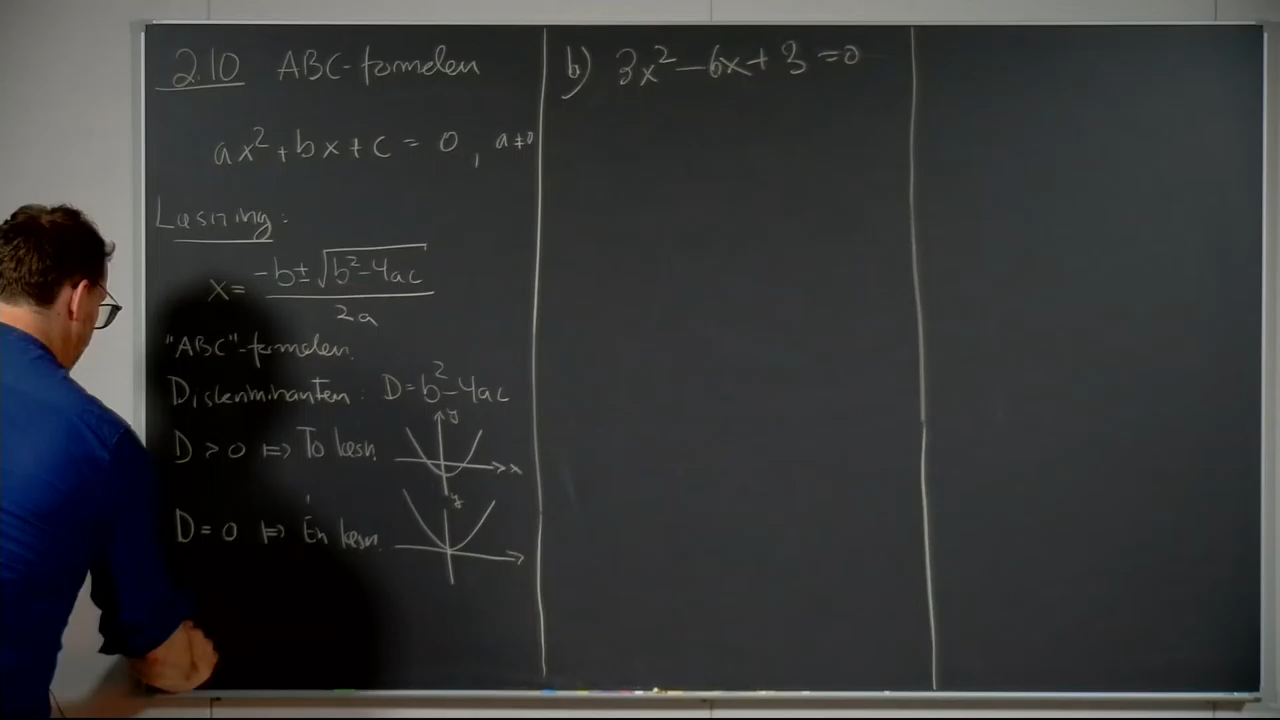 2.10 ABC-formelen
ax² + bx + c = 0, a ≠ 0
Løsning:
x = (-b ± √(b² - 4ac)) / 2a
"ABC"-formelen.
Diskriminanten: D = b² - 4ac
D > 0 ⇔ To løsn.
y
x
D = 0 ⇔ Én løsn.
y
b) 3x² - 6x + 3 = 0